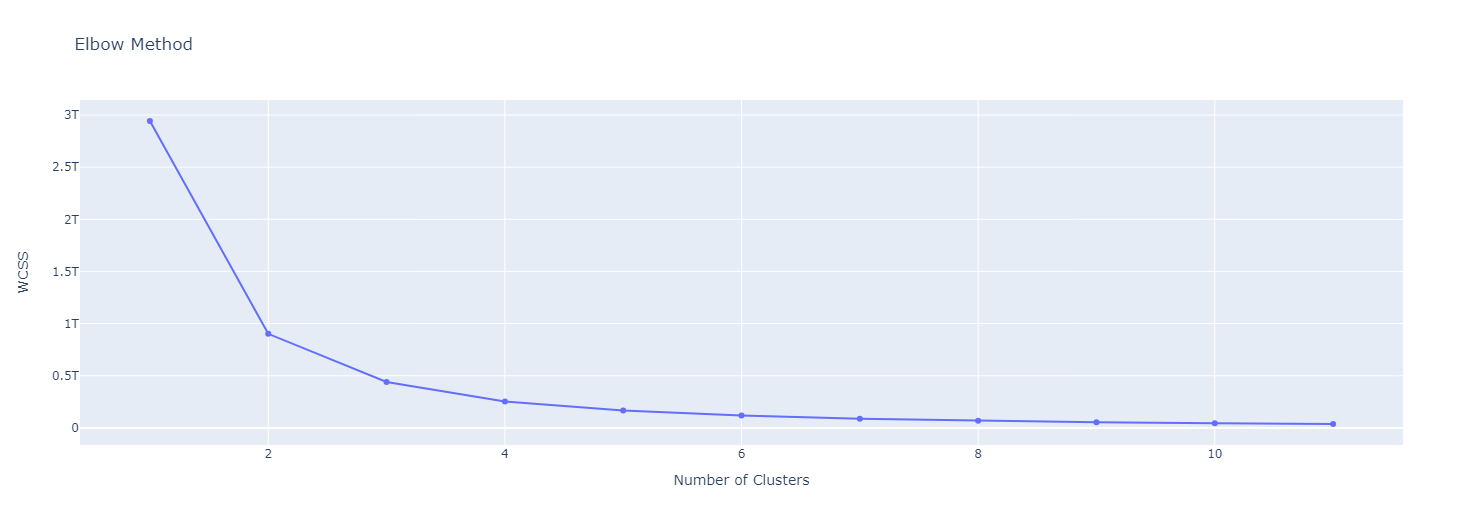 Elbow Method
3T
2.5T
2T
1.5T
1T
0.5T
0
WCSS
2 4 6 8 10
Number of Clusters